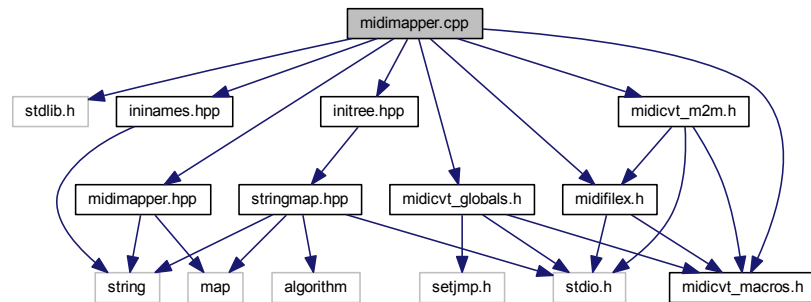 midimapper.cpp
stdlib.h
ininames.hpp
initree.hpp
midicvt_m2m.h
midimapper.hpp
stringmap.hpp
midicvt_globals.h
midifilex.h
string
map
algorithm
setjmp.h
stdio.h
midicvt_macros.h